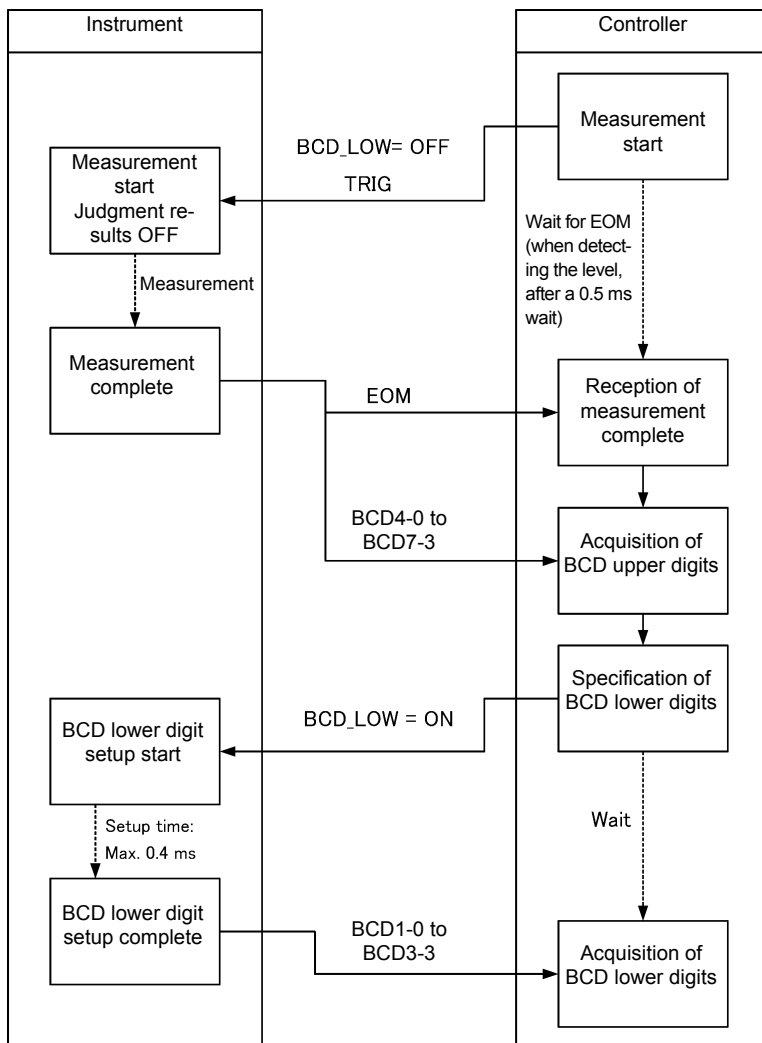 Instrument
Controller
Measurement
start
BCD_LOW= OFF
TRIG
Measurement
start
Judgment re-
sults OFF
Wait for EOM
(when detect-
ing the level,
after a 0.5 ms
wait)
Measurement
Measurement
complete
EOM
Reception of
measurement
complete
BCD4-0 to
BCD7-3
Acquisition of
BCD upper digits
Specification of
BCD lower digits
BCD_LOW = ON
BCD lower digit
setup start
Setup time:
Max. 0.4 ms
Wait
BCD lower digit
setup complete
BCD1-0 to
BCD3-3
Acquisition of
BCD lower digits